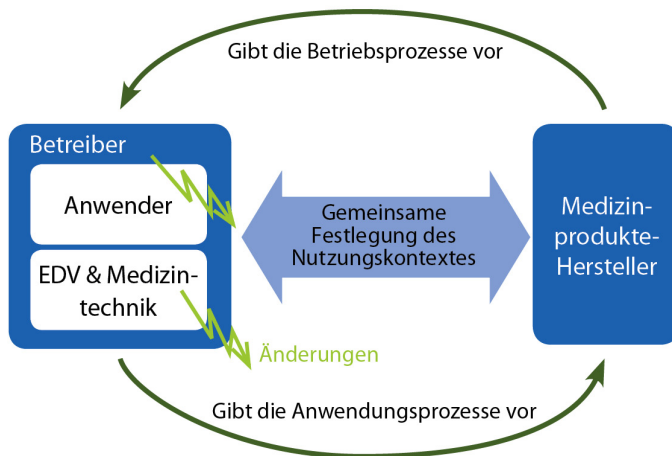 Gibt die Betriebsprozesse vor
Betreiber
Anwender
EDV & Medizin-
technik
Gemeinsame
Festlegung des
Nutzungskontextes
Medizin-
produkte-
Hersteller
Änderungen
Gibt die Anwendungsprozesse vor